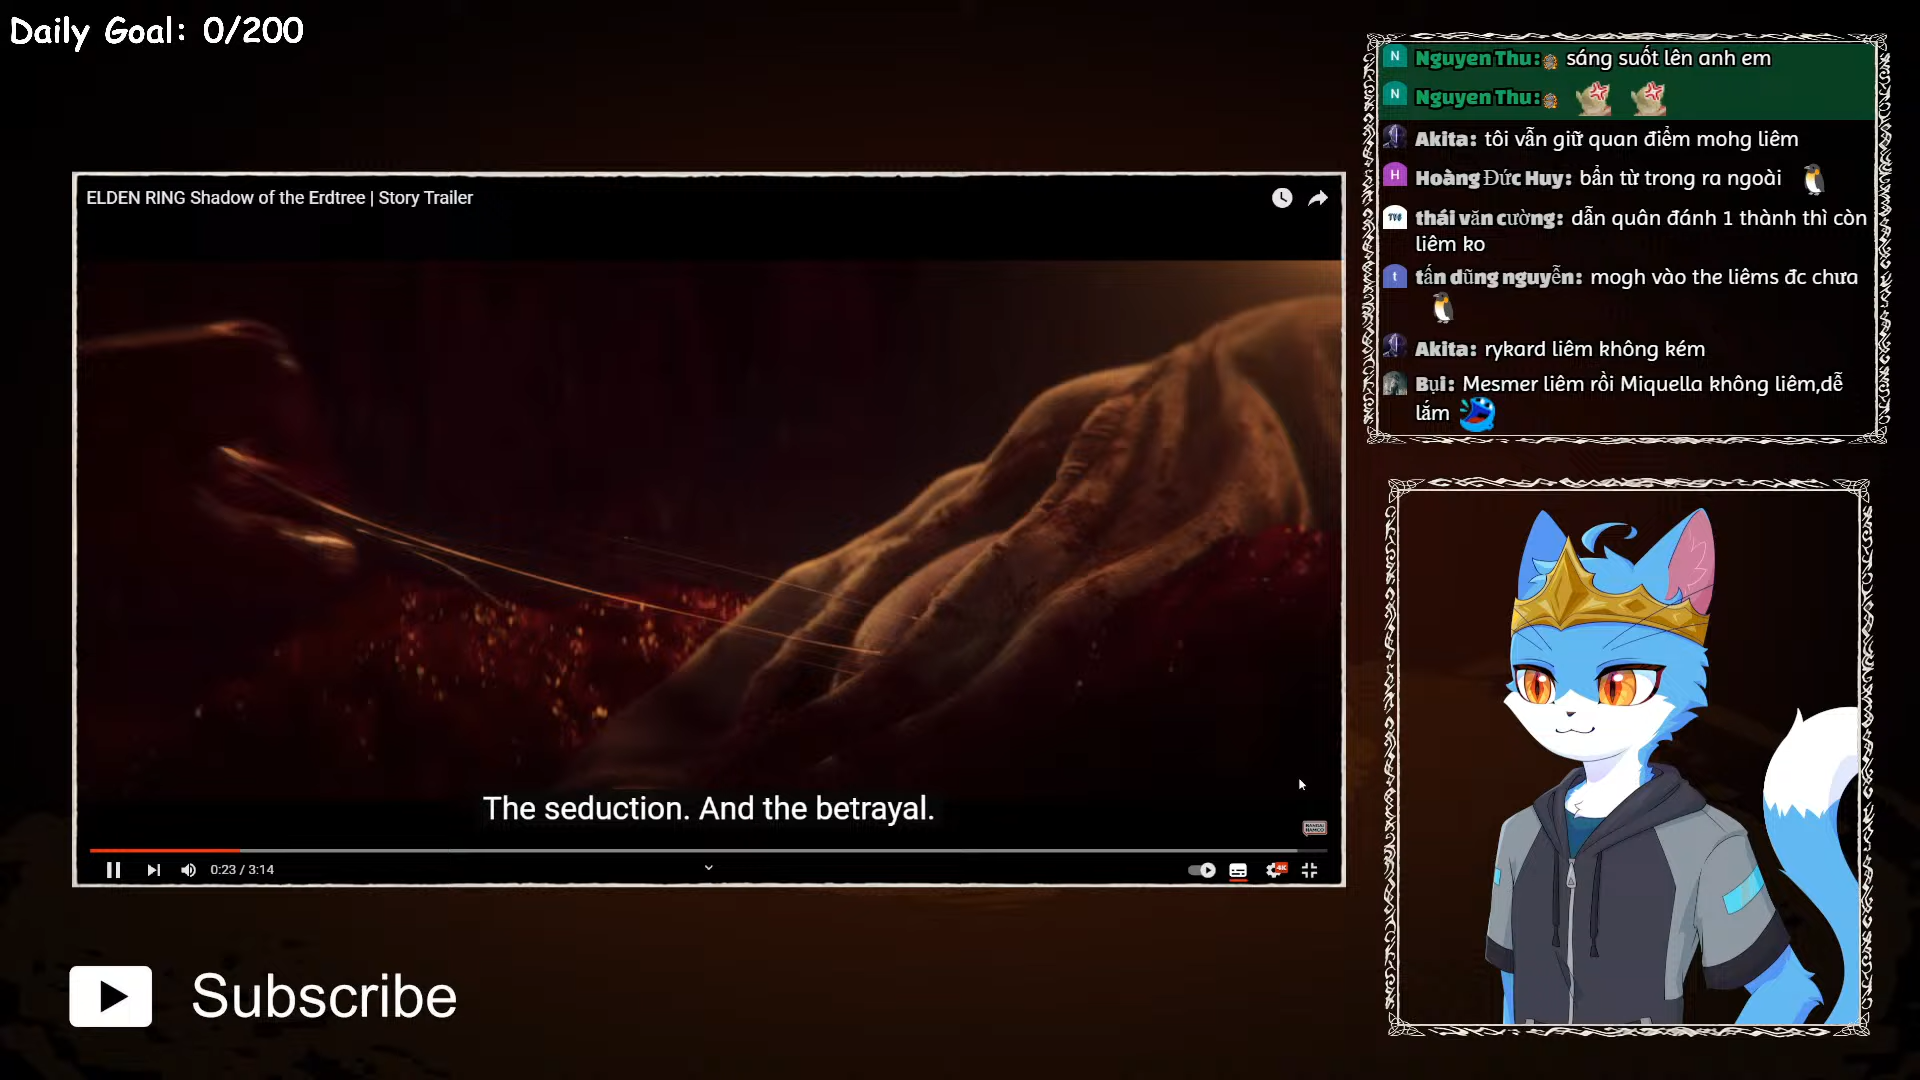 Daily Goal: 0/200
ELDEN RING Shadow of the Erdtree | Story Trailer
The seduction. And the betrayal.
BANDAI
NAMCO
0:23 / 3:14
4K
Subscribe
N Nguyen Thu: sáng suốt lên anh em
N Nguyen Thu:
Akita: tôi vẫn giữ quan điểm mohg liêm
H Hoàng Đức Huy: bẩn từ trong ra ngoài
thái văn cường: dẫn quân đánh 1 thành thì còn
liêm ko
t tấn dũng nguyễn: mogh vào the liêms đc chưa
Akita: rykard liêm không kém
Bụi: Mesmer liêm rồi Miquella không liêm,dễ
lắm